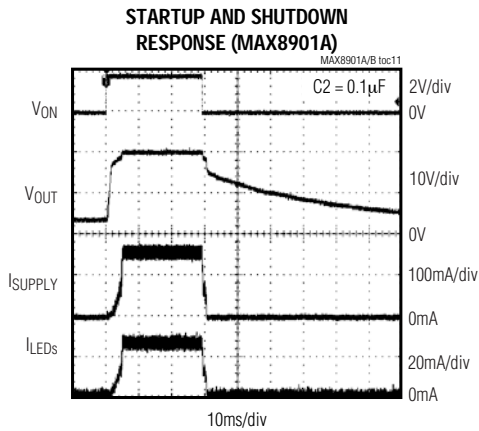 STARTUP AND SHUTDOWN
RESPONSE (MAX8901A)
MAX8901A/B toc11
C2 = 0.1μF
VON
2V/div
0V
VOUT
10V/div
0V
ISUPPLY
100mA/div
0mA
ILEDs
20mA/div
0mA
10ms/div